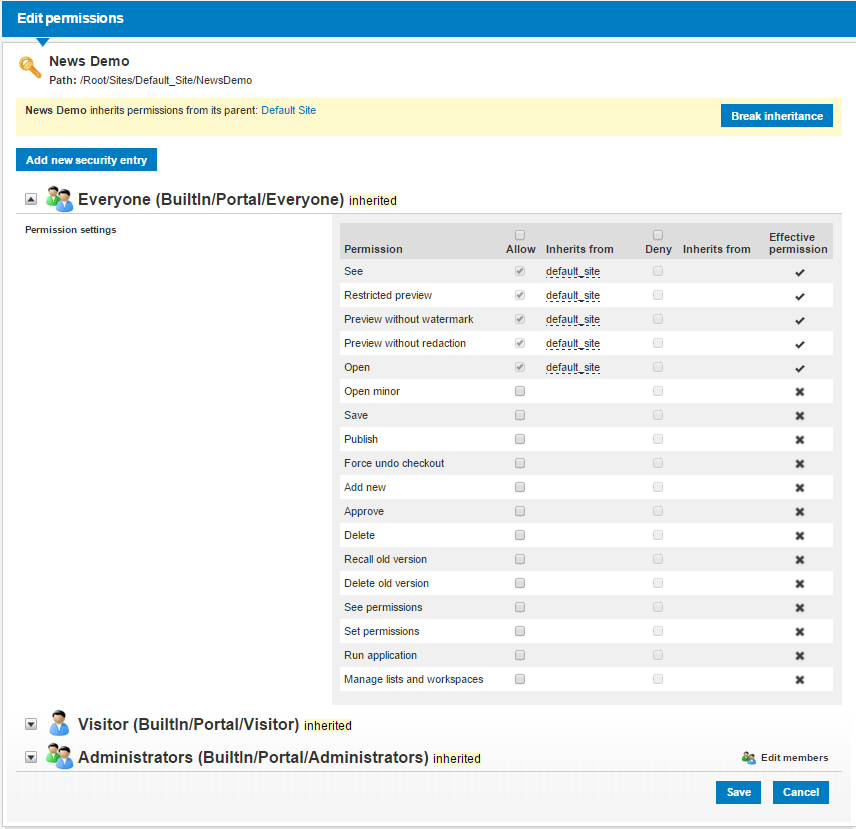 Edit permissions
News Demo
Path: /Root/Sites/Default_Site/NewsDemo
News Demo inherits permissions from its parent: Default Site
Break inheritance
Add new security entry
Everyone (BuiltIn/Portal/Everyone) inherited
Permission settings
Permission Allow Inherits from Deny Inherits from Effective permission
See default_site
Restricted preview default_site
Preview without watermark default_site
Preview without redaction default_site
Open default_site
Open minor
Save
Publish
Force undo checkout
Add new
Approve
Delete
Recall old version
Delete old version
See permissions
Set permissions
Run application
Manage lists and workspaces
Visitor (BuiltIn/Portal/Visitor) inherited
Administrators (BuiltIn/Portal/Administrators) inherited
Edit members
Save Cancel